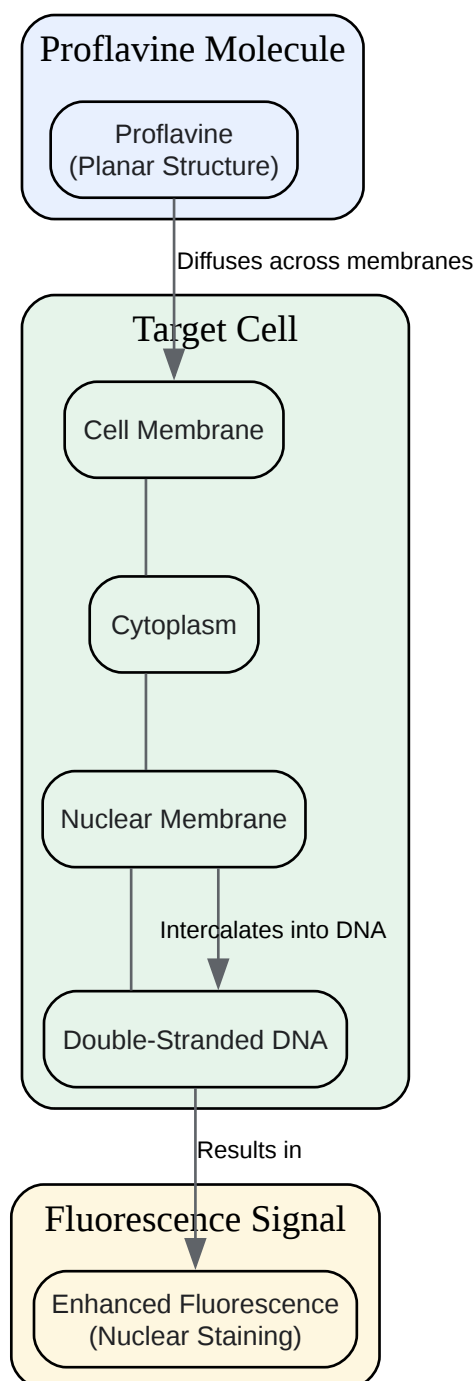 Proflavine Molecule
Proflavine
(Planar Structure)
Diffuses across membranes
Target Cell
Cell Membrane
Cytoplasm
Nuclear Membrane
Intercalates into DNA
Double-Stranded DNA
Results in
Fluorescence Signal
Enhanced Fluorescence
(Nuclear Staining)